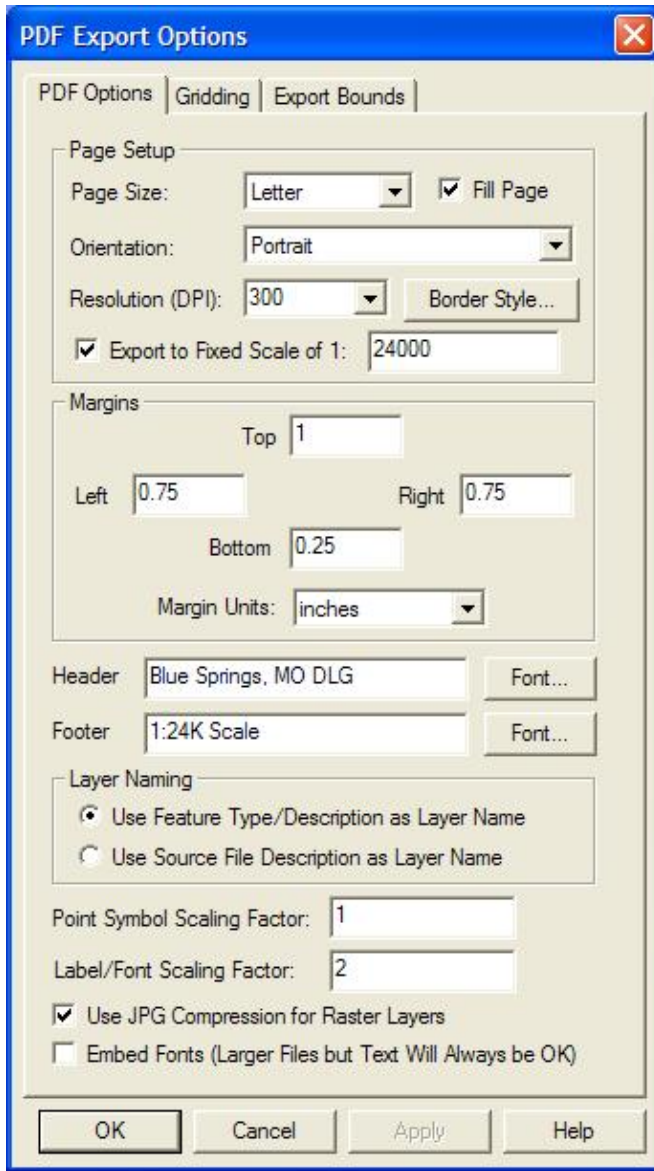 PDF Export Options
PDF Options Gridding Export Bounds
Page Setup
Page Size: Letter Fill Page
Orientation: Portrait
Resolution (DPI): 300 Border Style...
Export to Fixed Scale of 1: 24000
Margins
Top 1
Left 0.75 Right 0.75
Bottom 0.25
Margin Units: inches
Header Blue Springs, MO DLG Font...
Footer 1:24K Scale Font...
Layer Naming
Use Feature Type/Description as Layer Name
Use Source File Description as Layer Name
Point Symbol Scaling Factor: 1
Label/Font Scaling Factor: 2
Use JPG Compression for Raster Layers
Embed Fonts (Larger Files but Text Will Always be OK)
OK Cancel Apply Help